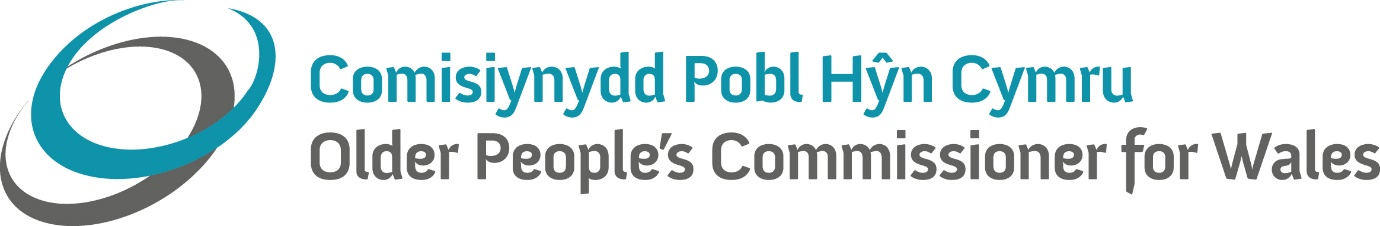 Comisiynydd Pobl Hŷn Cymru
Older People's Commissioner for Wales